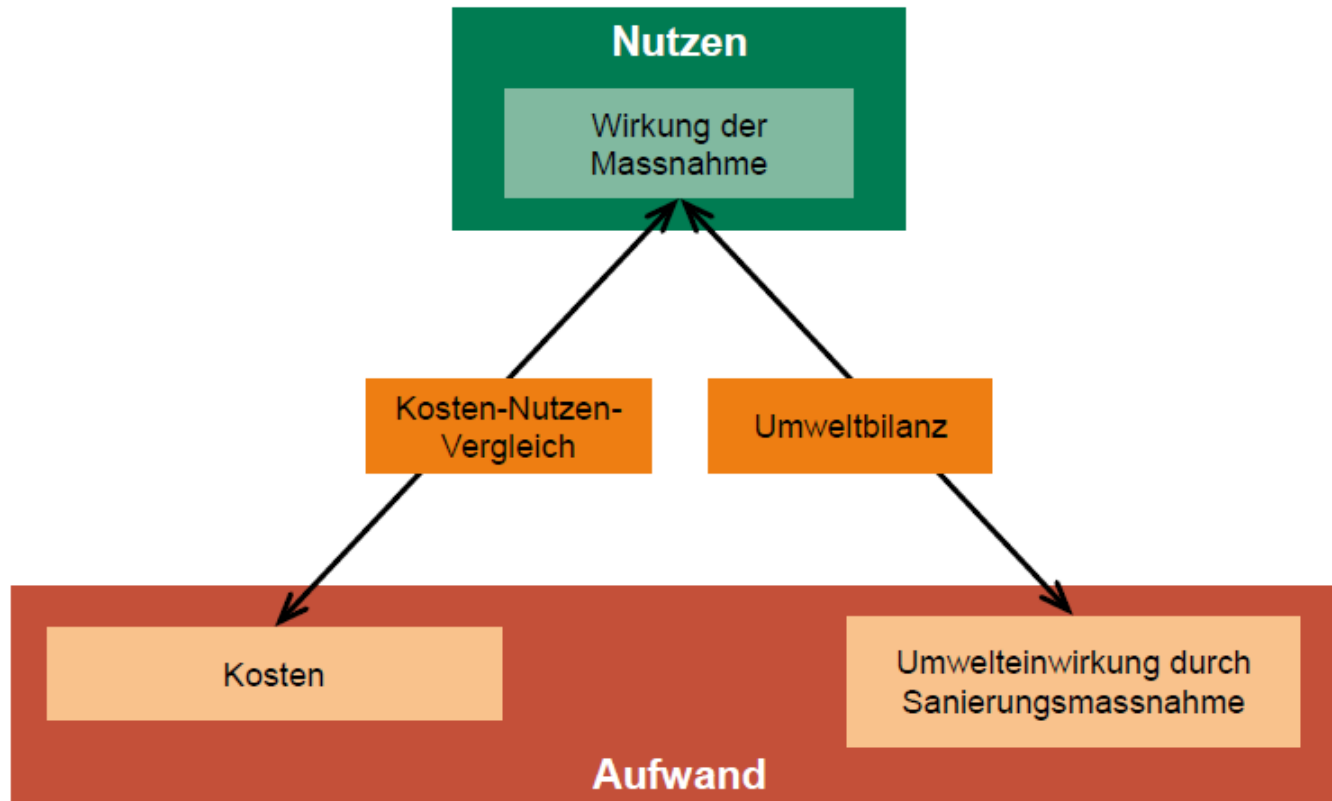 Nutzen
Wirkung der
Massnahme
Kosten-Nutzen-
Vergleich
Umweltbilanz
Kosten
Umwelteinwirkung durch
Sanierungsmassnahme
Aufwand